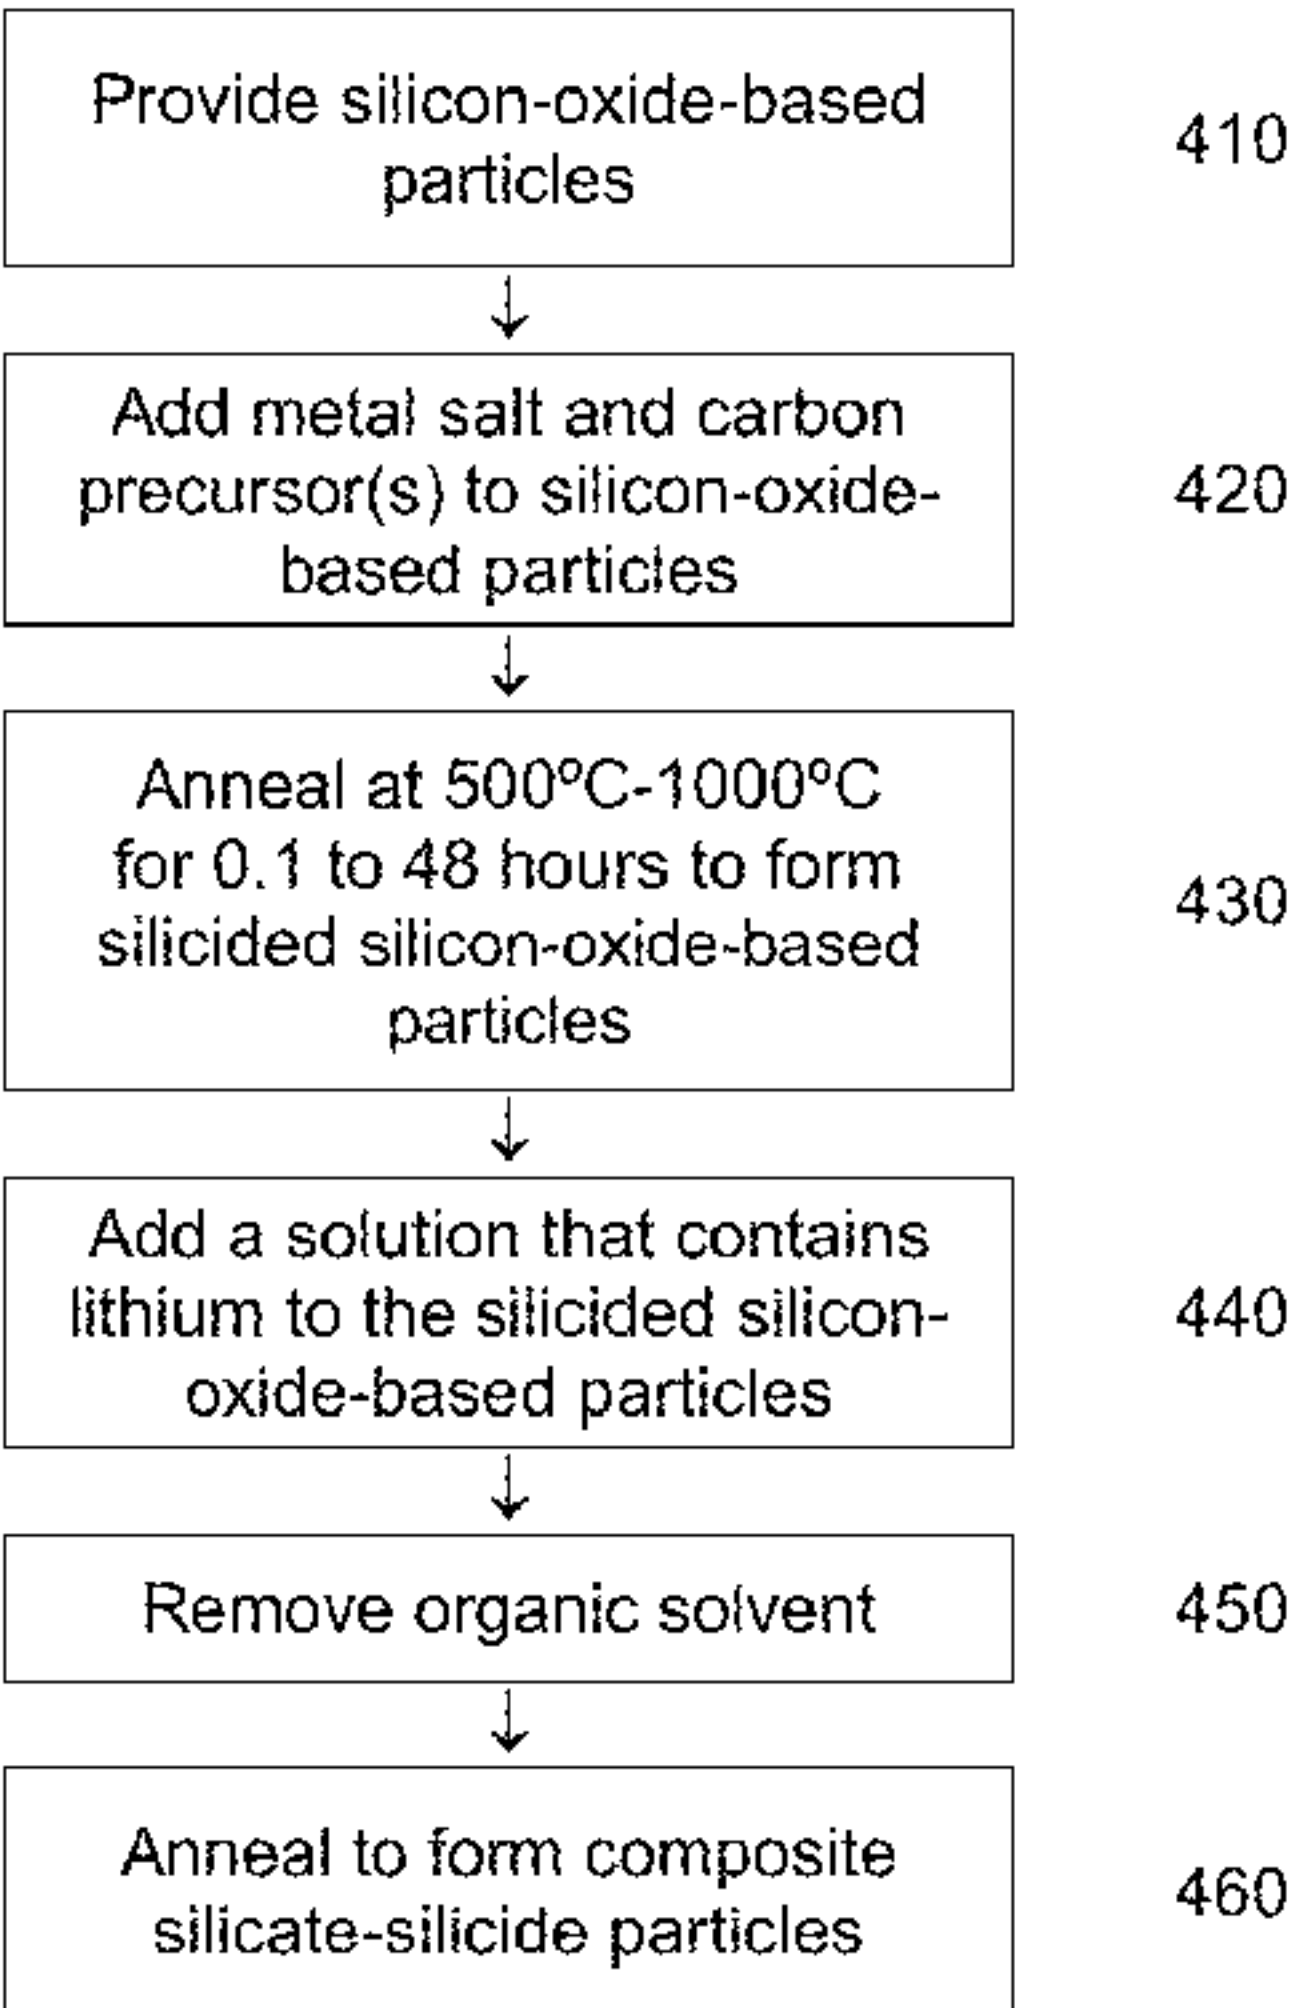 Provide silicon-oxide-based
particles
410
Add metal salt and carbon
precursor(s) to silicon-oxide-
based particles
420
Anneal at 500ºC-1000ºC
for 0.1 to 48 hours to form
silicided silicon-oxide-based
particles
430
Add a solution that contains
lithium to the silicided silicon-
oxide-based particles
440
Remove organic solvent
450
Anneal to form composite
silicate-silicide particles
460